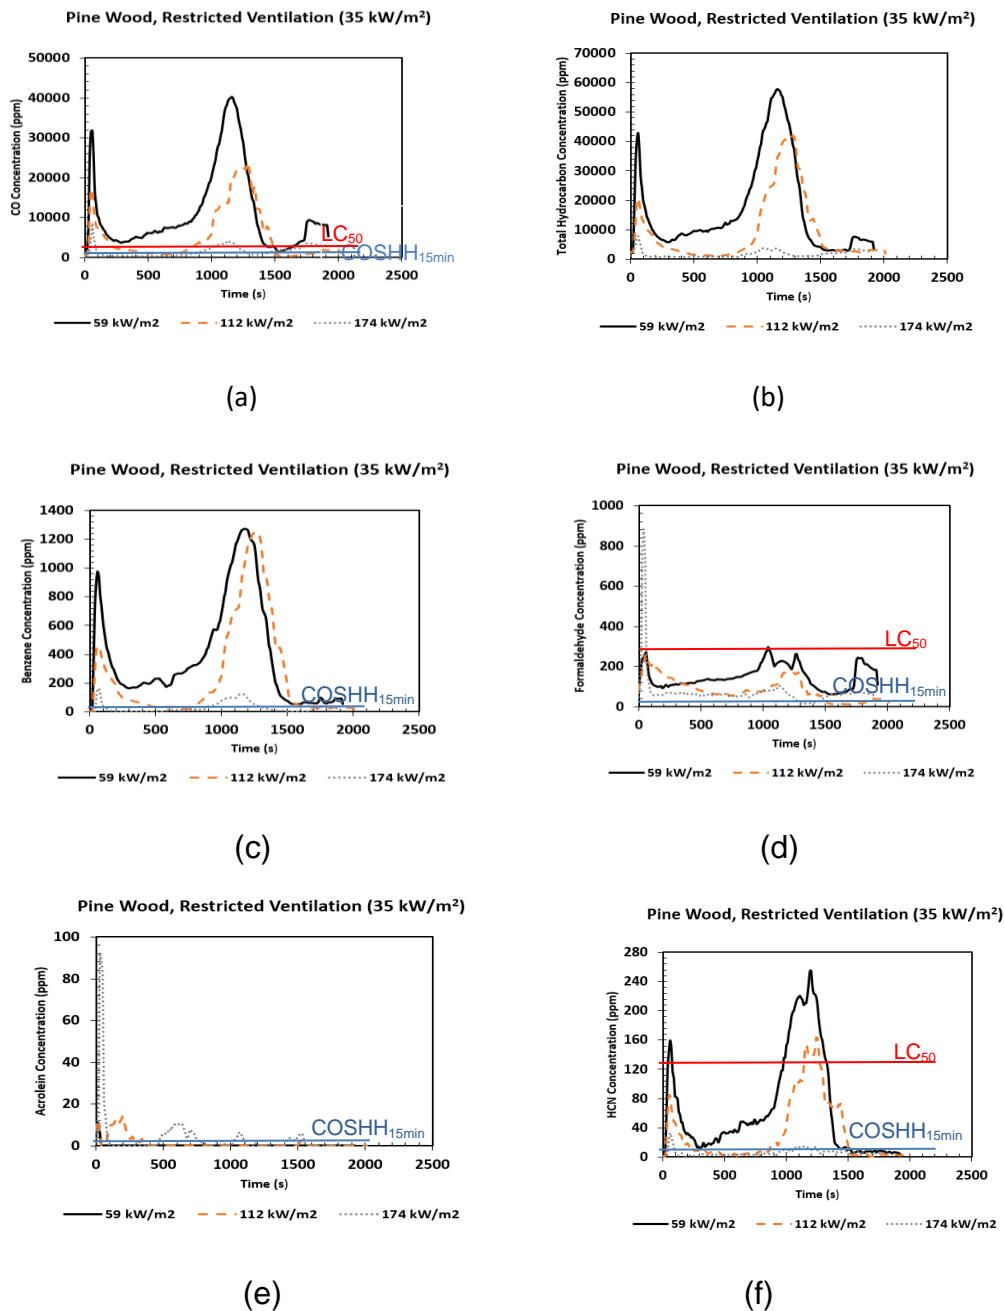 Pine Wood, Restricted Ventilation (35 kW/m²)
CO Concentration (ppm)
50000
40000
30000
20000
10000
0
LC₅₀
COSHH₁₅ₘᵢₙ
0 500 1000 1500 2000 2500
Time (s)
59 kW/m2 112 kW/m2 174 kW/m2
(a)
Pine Wood, Restricted Ventilation (35 kW/m²)
Total Hydrocarbon Concentration (ppm)
70000
60000
50000
40000
30000
20000
10000
0
0 500 1000 1500 2000 2500
Time (s)
59 kW/m2 112 kW/m2 174 kW/m2
(b)
Pine Wood, Restricted Ventilation (35 kW/m²)
Benzene Concentration (ppm)
1400
1200
1000
800
600
400
200
0
COSHH₁₅ₘᵢₙ
0 500 1000 1500 2000 2500
Time (s)
59 kW/m2 112 kW/m2 174 kW/m2
(c)
Pine Wood, Restricted Ventilation (35 kW/m²)
Formaldehyde Concentration (ppm)
1000
800
600
400
200
0
LC₅₀
COSHH₁₅ₘᵢₙ
0 500 1000 1500 2000 2500
Time (s)
59 kW/m2 112 kW/m2 174 kW/m2
(d)
Pine Wood, Restricted Ventilation (35 kW/m²)
Acrolein Concentration (ppm)
100
80
60
40
20
0
COSHH₁₅ₘᵢₙ
0 500 1000 1500 2000 2500
Time (s)
59 kW/m2 112 kW/m2 174 kW/m2
(e)
Pine Wood, Restricted Ventilation (35 kW/m²)
HCN Concentration (ppm)
280
240
200
160
120
80
40
0
LC₅₀
COSHH₁₅ₘᵢₙ
0 500 1000 1500 2000 2500
Time (s)
59 kW/m2 112 kW/m2 174 kW/m2
(f)